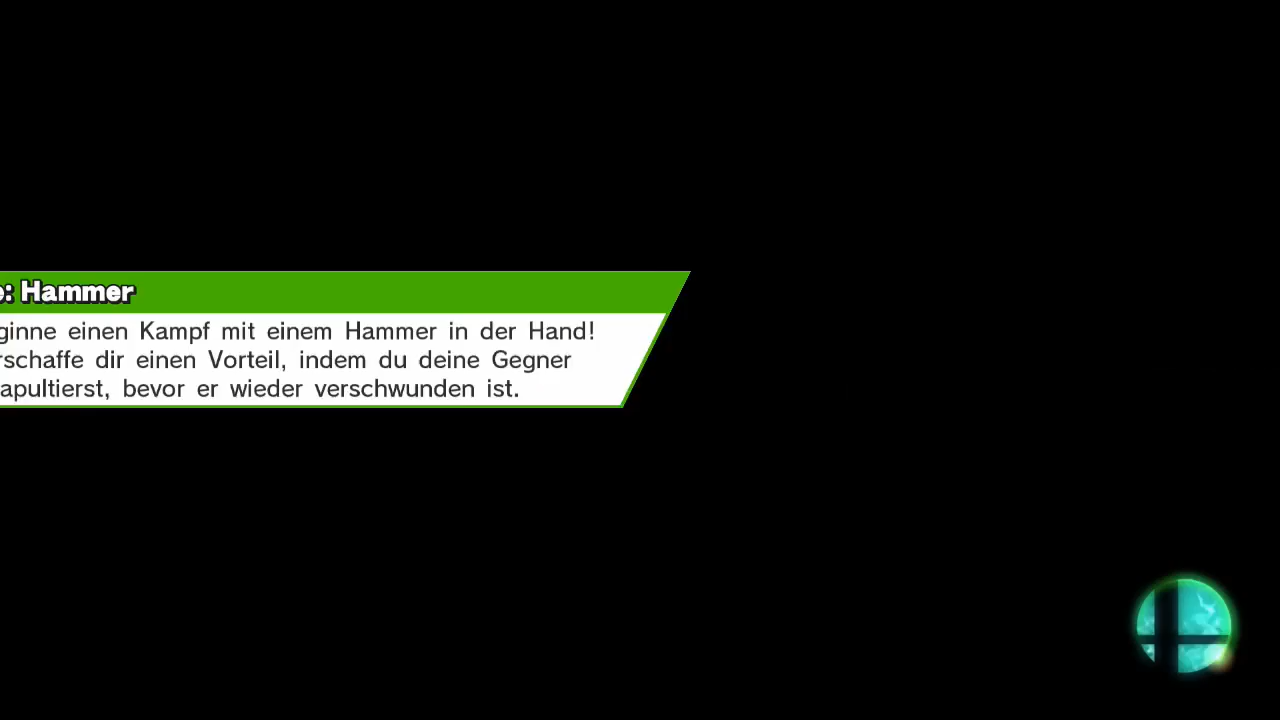 e: Hammer
ginne einen Kampf mit einem Hammer in der Hand!
rschaffe dir einen Vorteil, indem du deine Gegner
apultierst, bevor er wieder verschwunden ist.